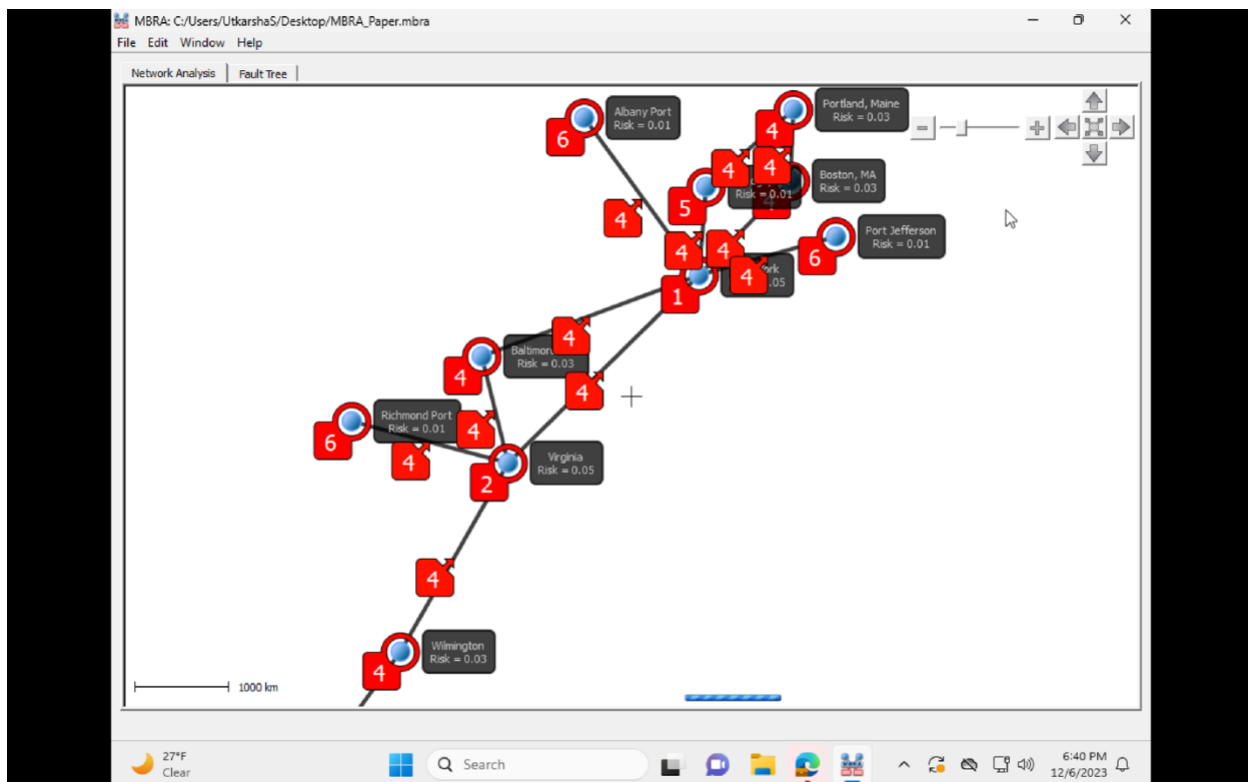 MBRA: C:/Users/UtkarshaS/Desktop/MBRA_Paper.mbra
File Edit Window Help
Network Analysis
Fault Tree
Albany Port
Risk = 0.01
6
Portland, Maine
Risk = 0.03
4
4
4
Boston, MA
Risk = 0.03
4
5
Risk = 0.01
4
Port Jefferson
Risk = 0.01
6
4
4
4
1
Baltimore
Risk = 0.03
4
4
4
Richmond Port
Risk = 0.01
6
4
4
Virginia
Risk = 0.05
2
4
Wilmington
Risk = 0.03
4
1000 km
27°F
Clear
Search
6:40 PM
12/6/2023